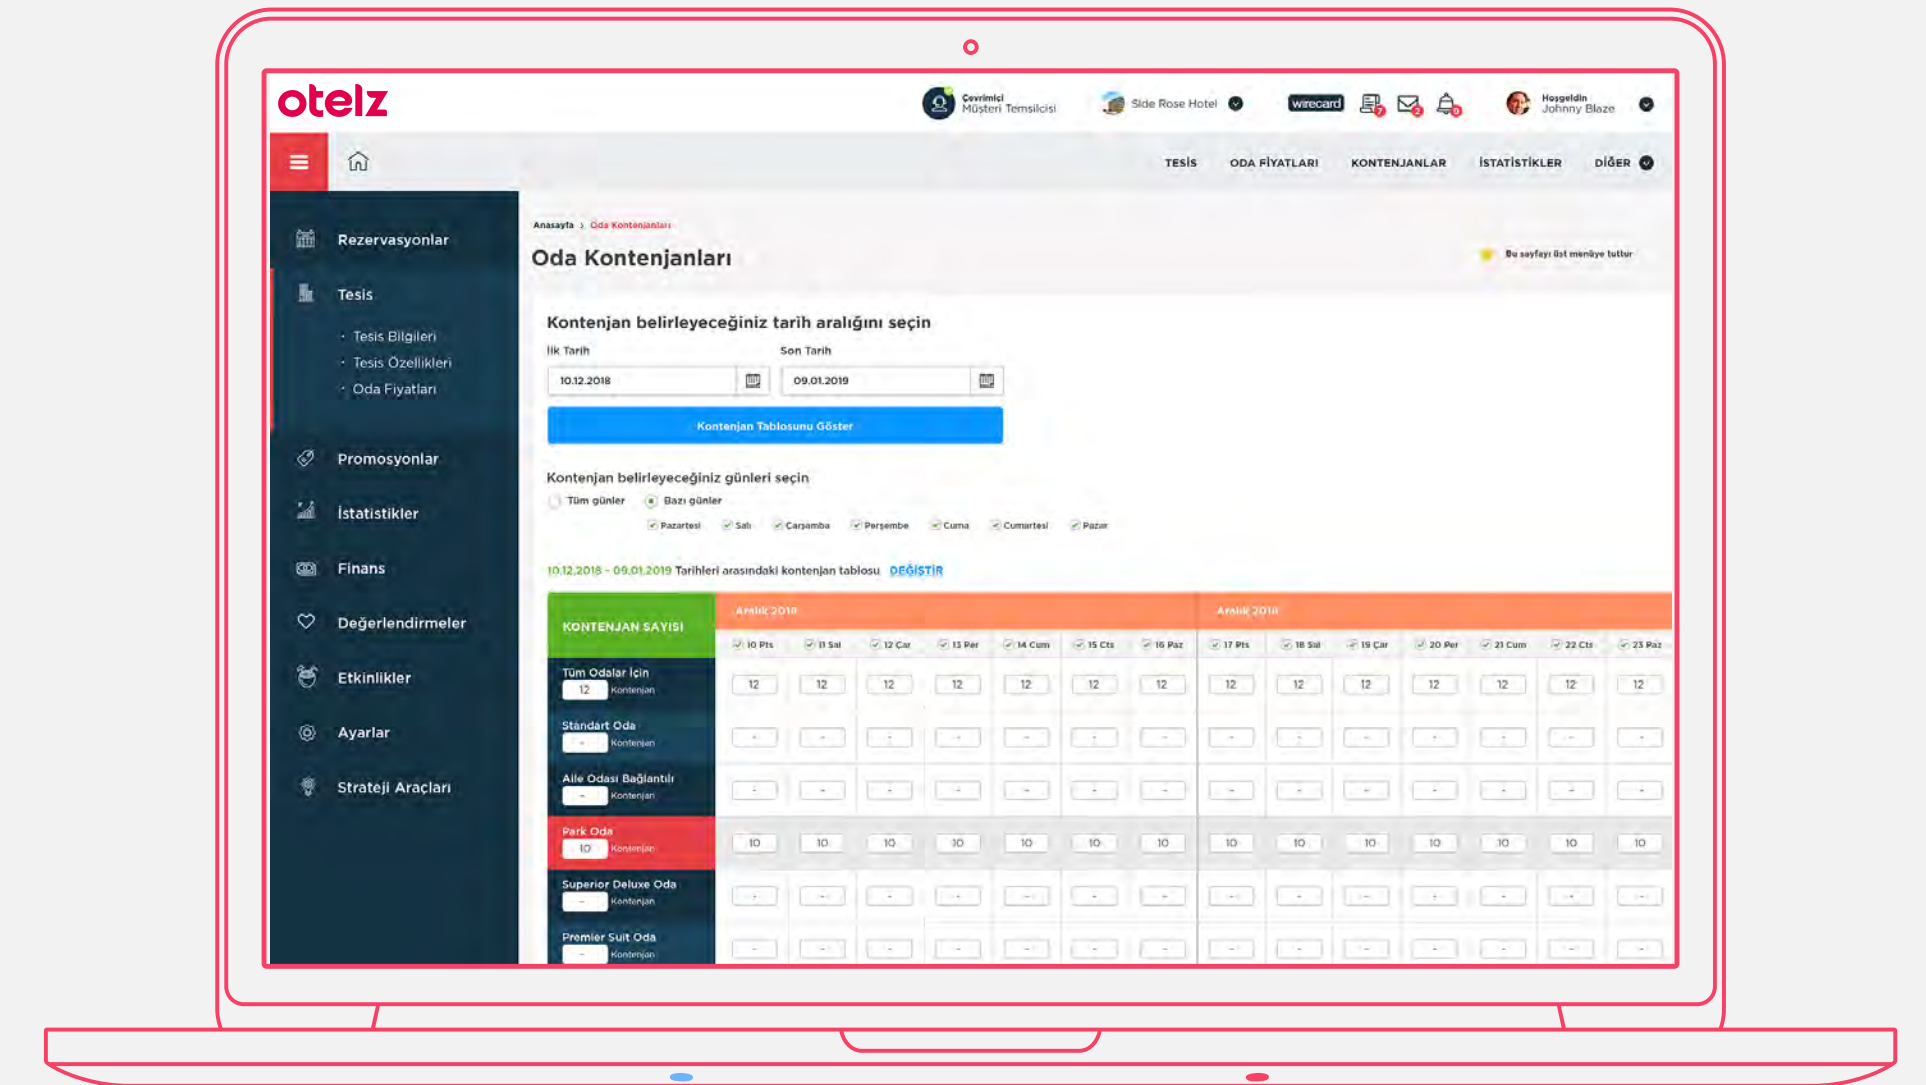 otelz
Çevrimiçi
Müşteri Temsilcisi
Side Rose Hotel
wirecard
7
2
0
Hoşgeldin
Johnny Blaze
TESİS ODA FİYATLARI KONTENJANLAR İSTATİSTİKLER DİĞER
Rezervasyonlar
Tesis
· Tesis Bilgileri
· Tesis Özellikleri
· Oda Fiyatları
Promosyonlar
İstatistikler
Finans
Değerlendirmeler
Etkinlikler
Ayarlar
Strateji Araçları
Anasayfa > Oda Kontenjanları
Oda Kontenjanları
Bu sayfayı üst menüye tuttur
Kontenjan belirleyeceğiniz tarih aralığını seçin
İlk Tarih Son Tarih
10.12.2018 09.01.2019
Kontenjan Tablosunu Göster
Kontenjan belirleyeceğiniz günleri seçin
Tüm günler Bazı günler
Pazartesi Salı Çarşamba Perşembe Cuma Cumartesi Pazar
10.12.2018 - 09.01.2019 Tarihleri arasındaki kontenjan tablosu DEĞİŞTİR
KONTENJAN SAYISI
Aralık 2018 Aralık 2018
10 Pts 11 Sal 12 Çar 13 Per 14 Cum 15 Cts 16 Paz 17 Pts 18 Sal 19 Çar 20 Per 21 Cum 22 Cts 23 Paz
Tüm Odalar İçin
12 Kontenjan 12 12 12 12 12 12 12 12 12 12 12 12 12 12
Standart Oda
- Kontenjan - - - - - - - - - - - - - -
Aile Odası Bağlantılı
- Kontenjan - - - - - - - - - - - - - -
Park Oda
10 Kontenjan 10 10 10 10 10 10 10 10 10 10 10 10 10 10
Superior Deluxe Oda
- Kontenjan - - - - - - - - - - - - - -
Premier Suit Oda
- Kontenjan - - - - - - - - - - - - - -